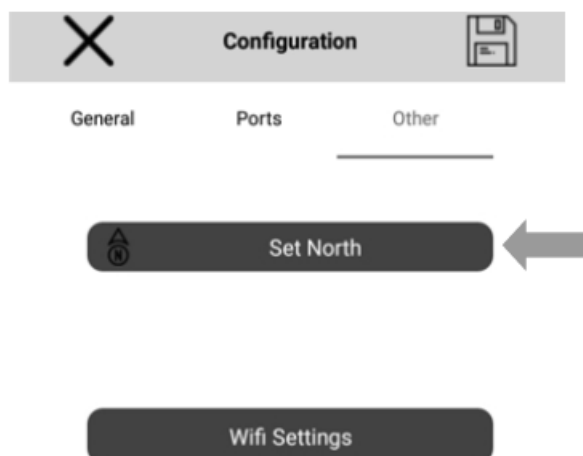 Configuration
General Ports Other
N Set North
Wifi Settings